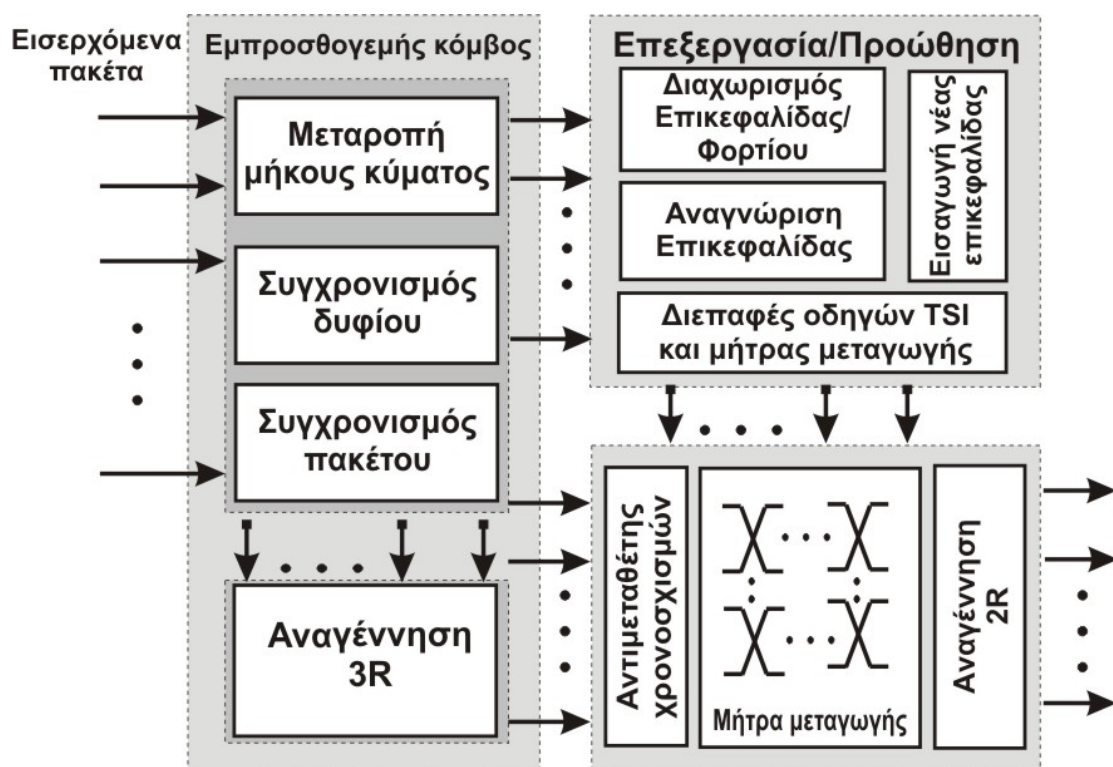 Εισερχόμενα
πακέτα
Εμπροσθογεμής κόμβος
Μεταροπή
μήκους κύματος
Συγχρονισμός
δυφίου
Συγχρονισμός
πακέτου
Αναγέννηση
3R
Επεξεργασία/Προώθηση
Διαχωρισμός
Επικεφαλίδας/
Φορτίου
Αναγνώριση
Επικεφαλίδας
Εισαγωγή νέας
επικεφαλίδας
Διεπαφές οδηγών TSI
και μήτρας μεταγωγής
Αντιμεταθέτης
χρονοσχισμών
Μήτρα μεταγωγής
Αναγέννηση
2R